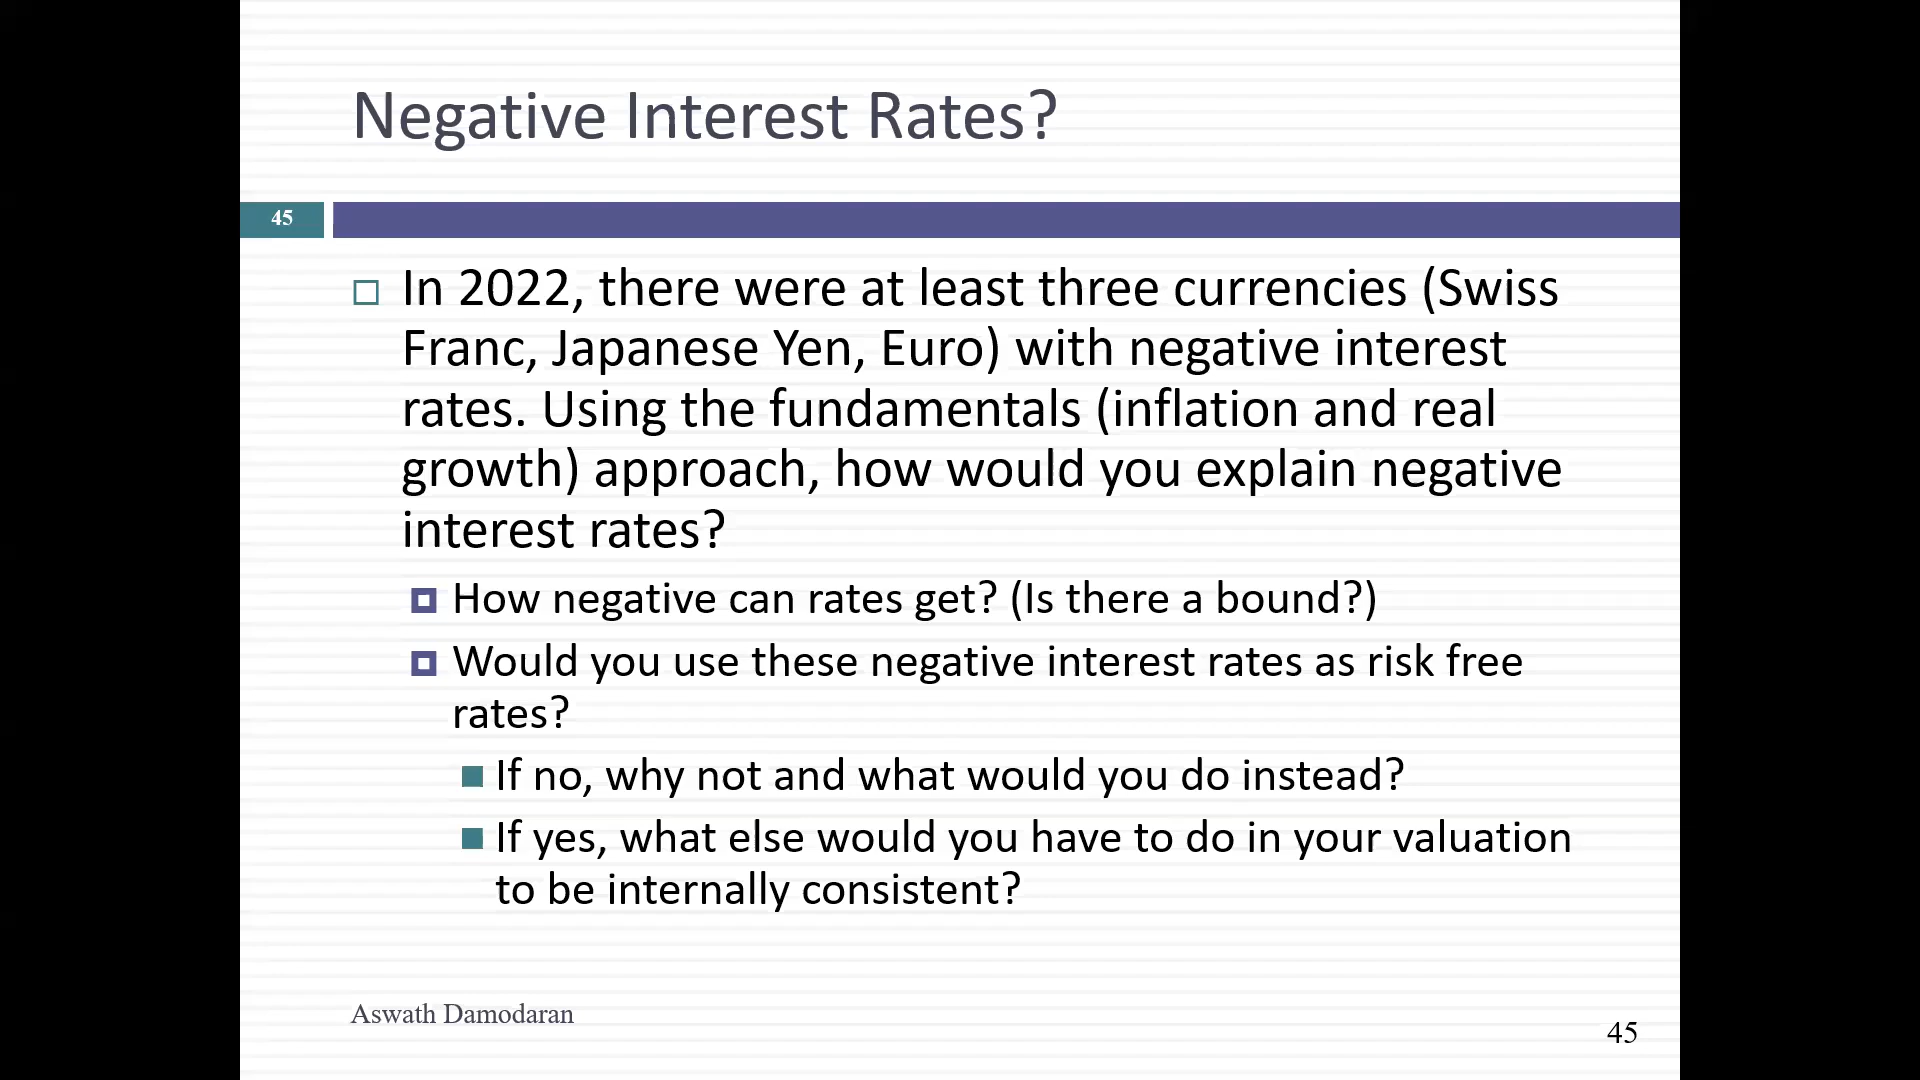 Negative Interest Rates?
45
In 2022, there were at least three currencies (Swiss
Franc, Japanese Yen, Euro) with negative interest
rates. Using the fundamentals (inflation and real
growth) approach, how would you explain negative
interest rates?
How negative can rates get? (Is there a bound?)
Would you use these negative interest rates as risk free
rates?
If no, why not and what would you do instead?
If yes, what else would you have to do in your valuation
to be internally consistent?
Aswath Damodaran
45